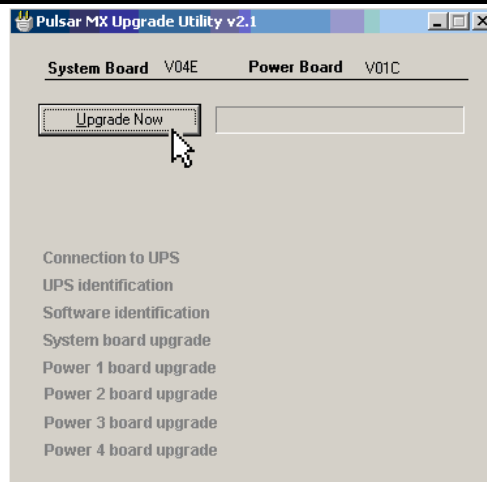 Pulsar MX Upgrade Utility v2.1
System Board V04E Power Board V01C
Upgrade Now
Connection to UPS
UPS identification
Software identification
System board upgrade
Power 1 board upgrade
Power 2 board upgrade
Power 3 board upgrade
Power 4 board upgrade